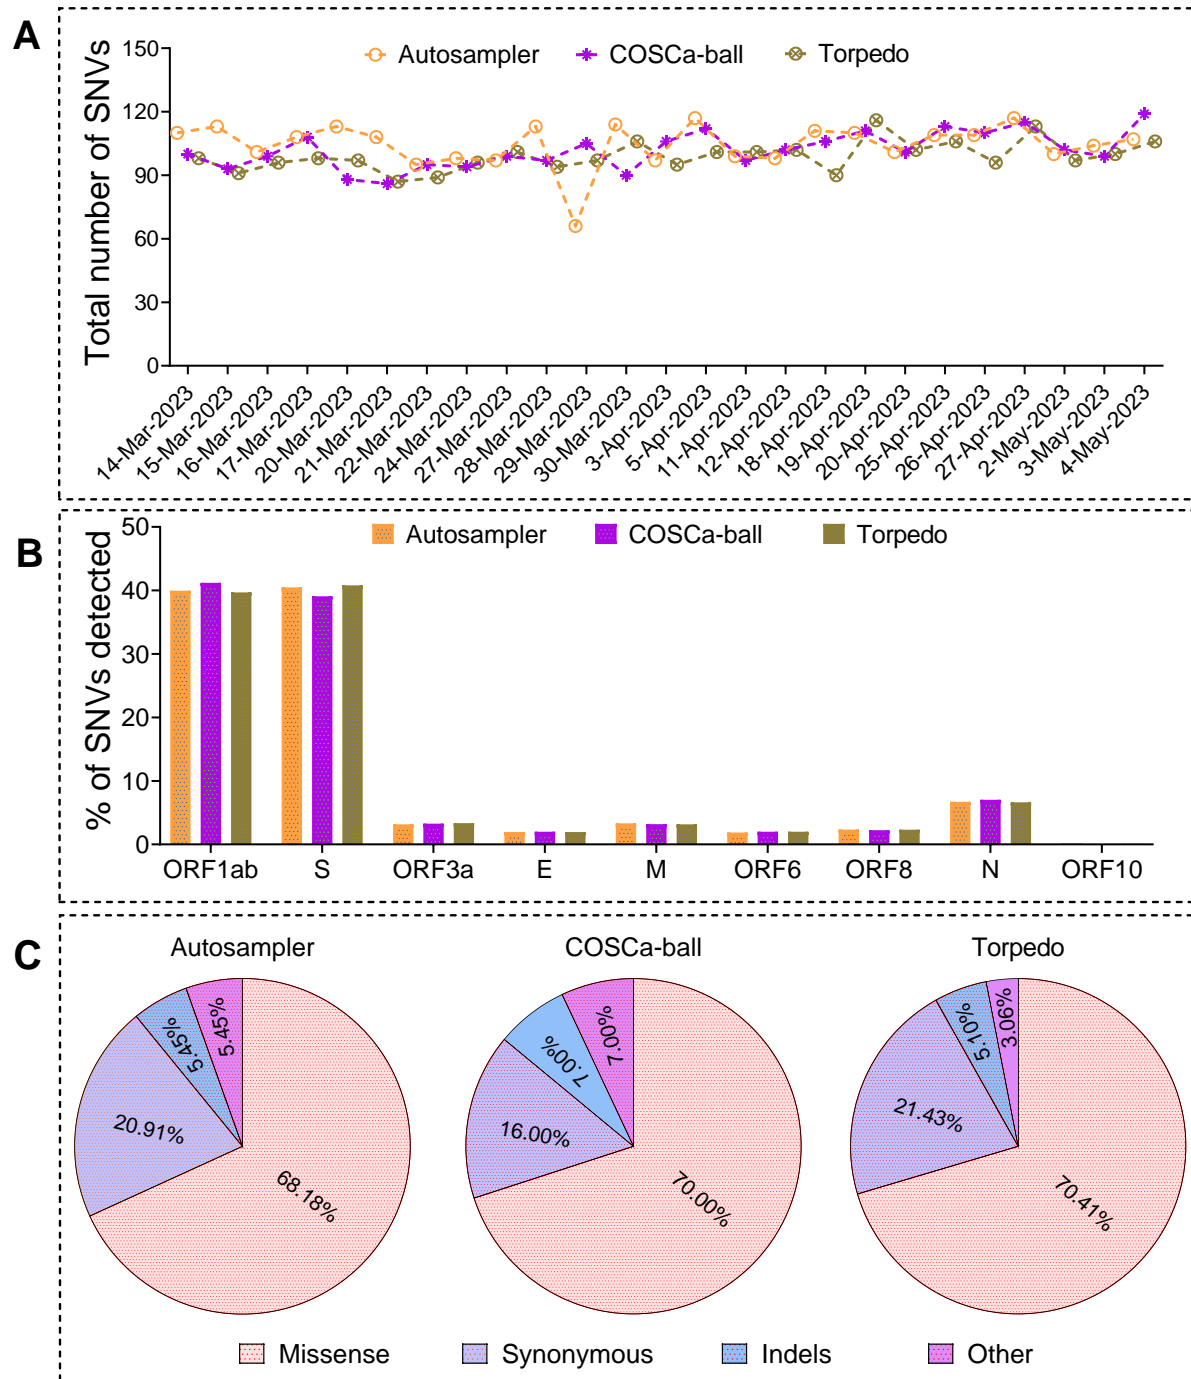 A
Total number of SNVs
150
120
90
60
30
0
Autosampler
COSCa-ball
Torpedo
14-Mar-2023
15-Mar-2023
16-Mar-2023
17-Mar-2023
20-Mar-2023
21-Mar-2023
22-Mar-2023
24-Mar-2023
27-Mar-2023
28-Mar-2023
29-Mar-2023
30-Mar-2023
3-Apr-2023
5-Apr-2023
11-Apr-2023
12-Apr-2023
18-Apr-2023
19-Apr-2023
20-Apr-2023
25-Apr-2023
26-Apr-2023
27-Apr-2023
2-May-2023
3-May-2023
4-May-2023
B
% of SNVs detected
50
40
30
20
10
0
Autosampler
COSCa-ball
Torpedo
ORF1ab
S
ORF3a
E
M
ORF6
ORF8
N
ORF10
C
Autosampler
5.45%
5.45%
20.91%
68.18%
COSCa-ball
7.00%
7.00%
16.00%
70.00%
Torpedo
3.06%
5.10%
21.43%
70.41%
Missense
Synonymous
Indels
Other